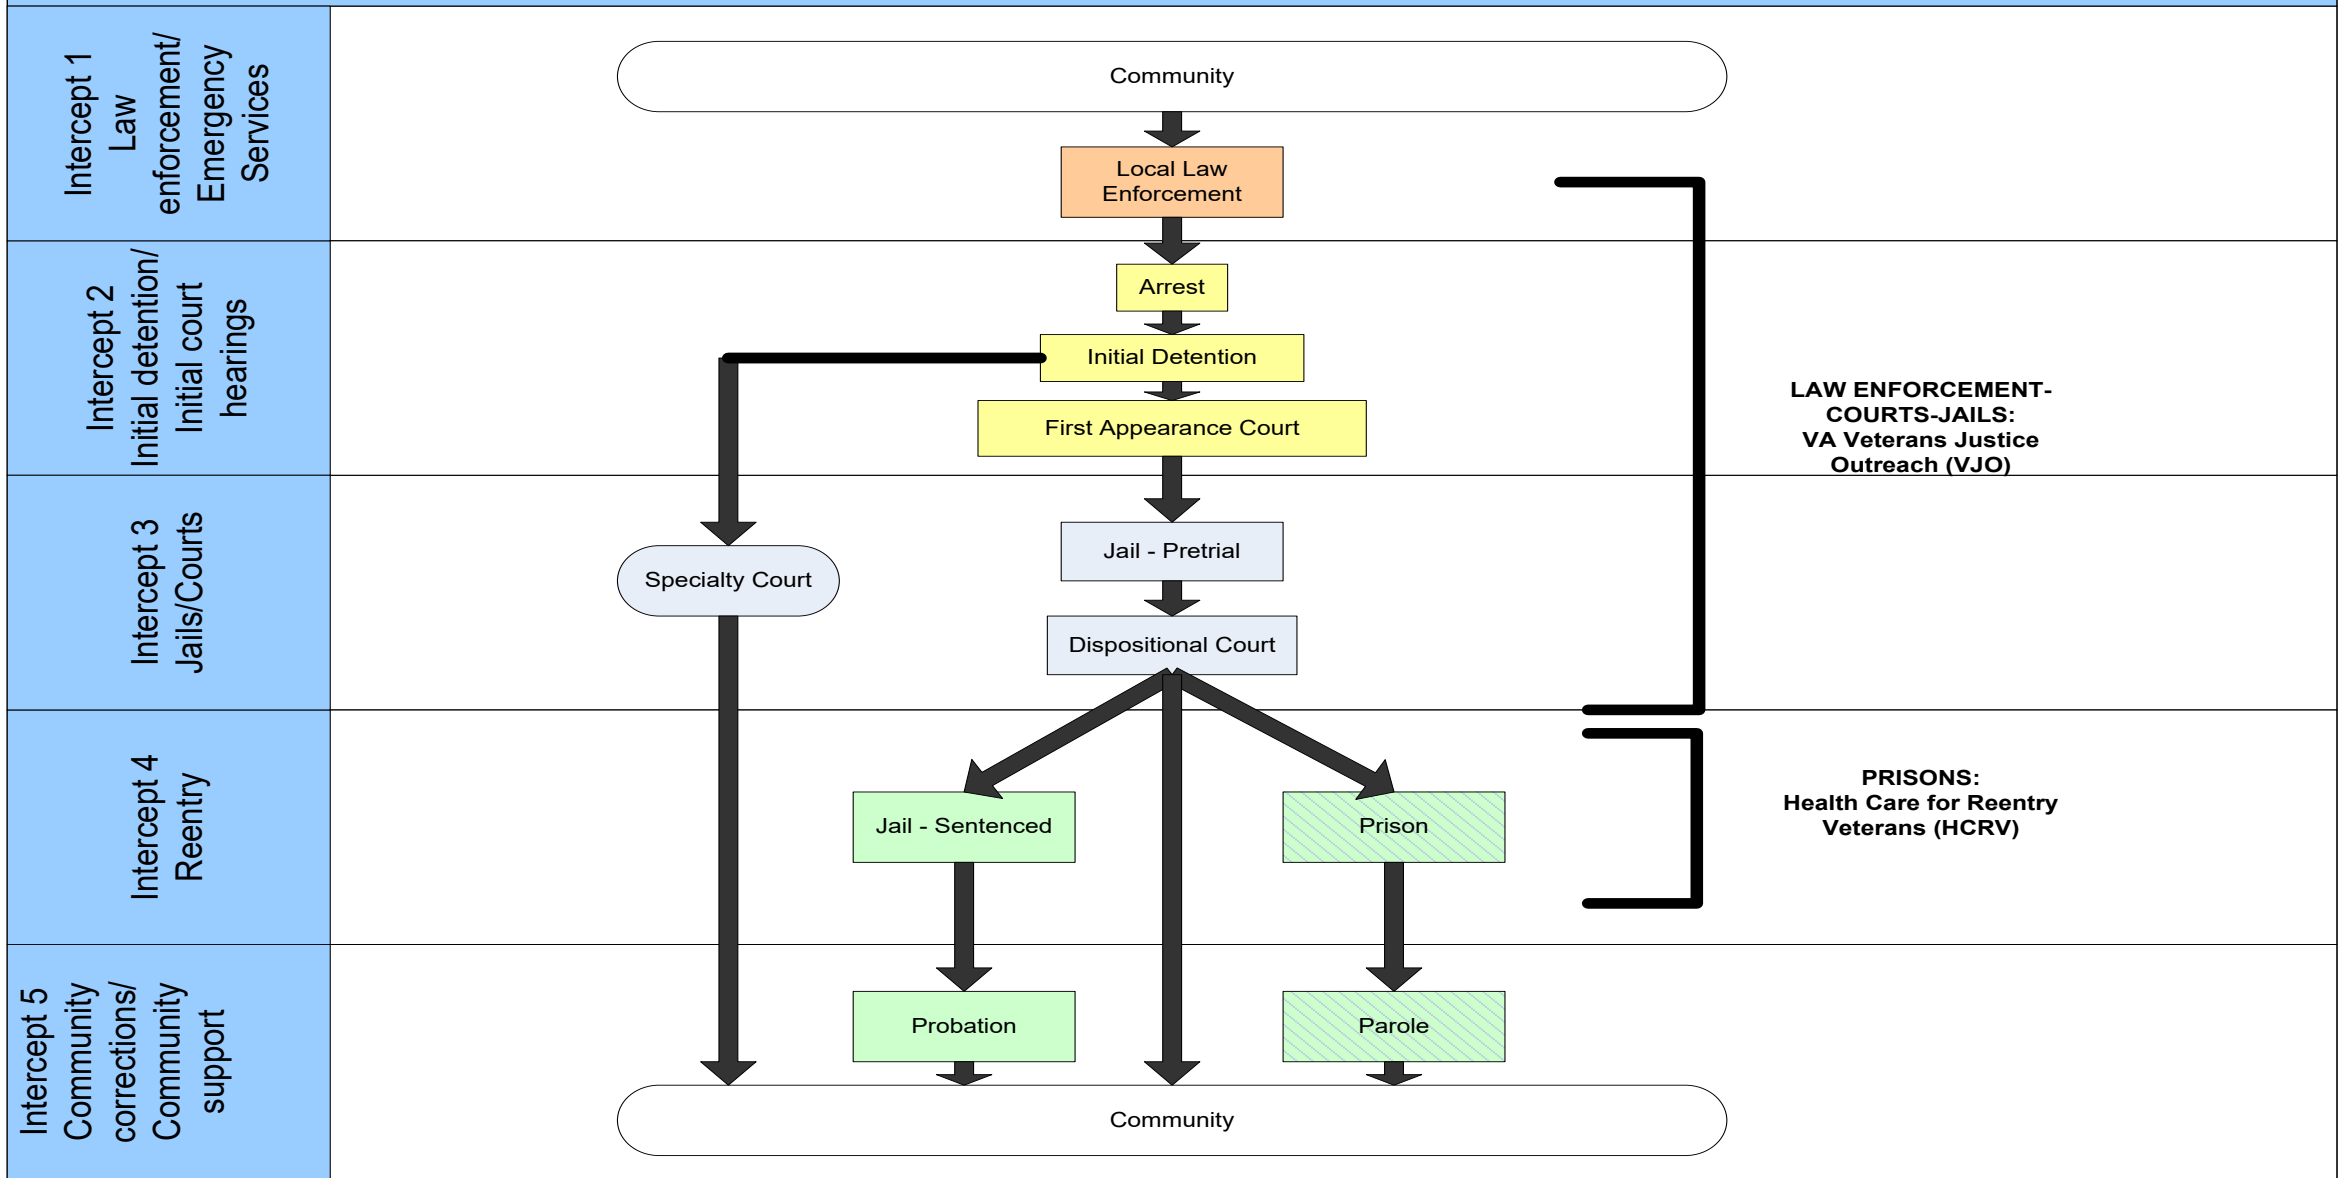 Intercept 1
Law
enforcement/
Emergency
Services
Community
Local Law
Enforcement
Intercept 2
Initial detention/
Initial court
hearings
Arrest
Initial Detention
First Appearance Court
LAW ENFORCEMENT-
COURTS-JAILS:
VA Veterans Justice
Outreach (VJO)
Intercept 3
Jails/Courts
Jail - Pretrial
Specialty Court
Dispositional Court
Intercept 4
Reentry
Jail - Sentenced
Prison
PRISONS:
Health Care for Reentry
Veterans (HCRV)
Intercept 5
Community
corrections/
Community
support
Probation
Parole
Community